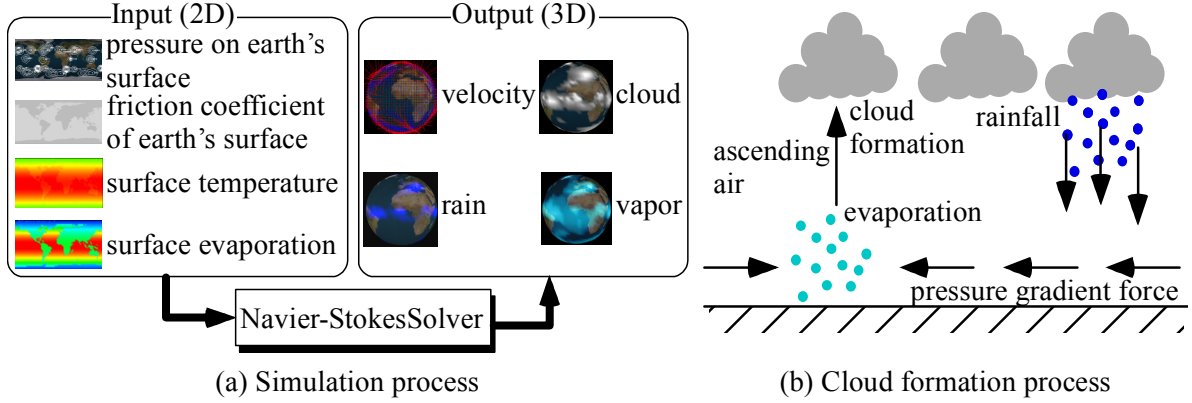 Input (2D)
pressure on earth's
surface
friction coefficient
of earth's surface
surface temperature
surface evaporation
Output (3D)
velocity
cloud
rain
vapor
Navier-StokesSolver
(a) Simulation process
cloud
formation
rainfall
ascending
air
evaporation
pressure gradient force
(b) Cloud formation process